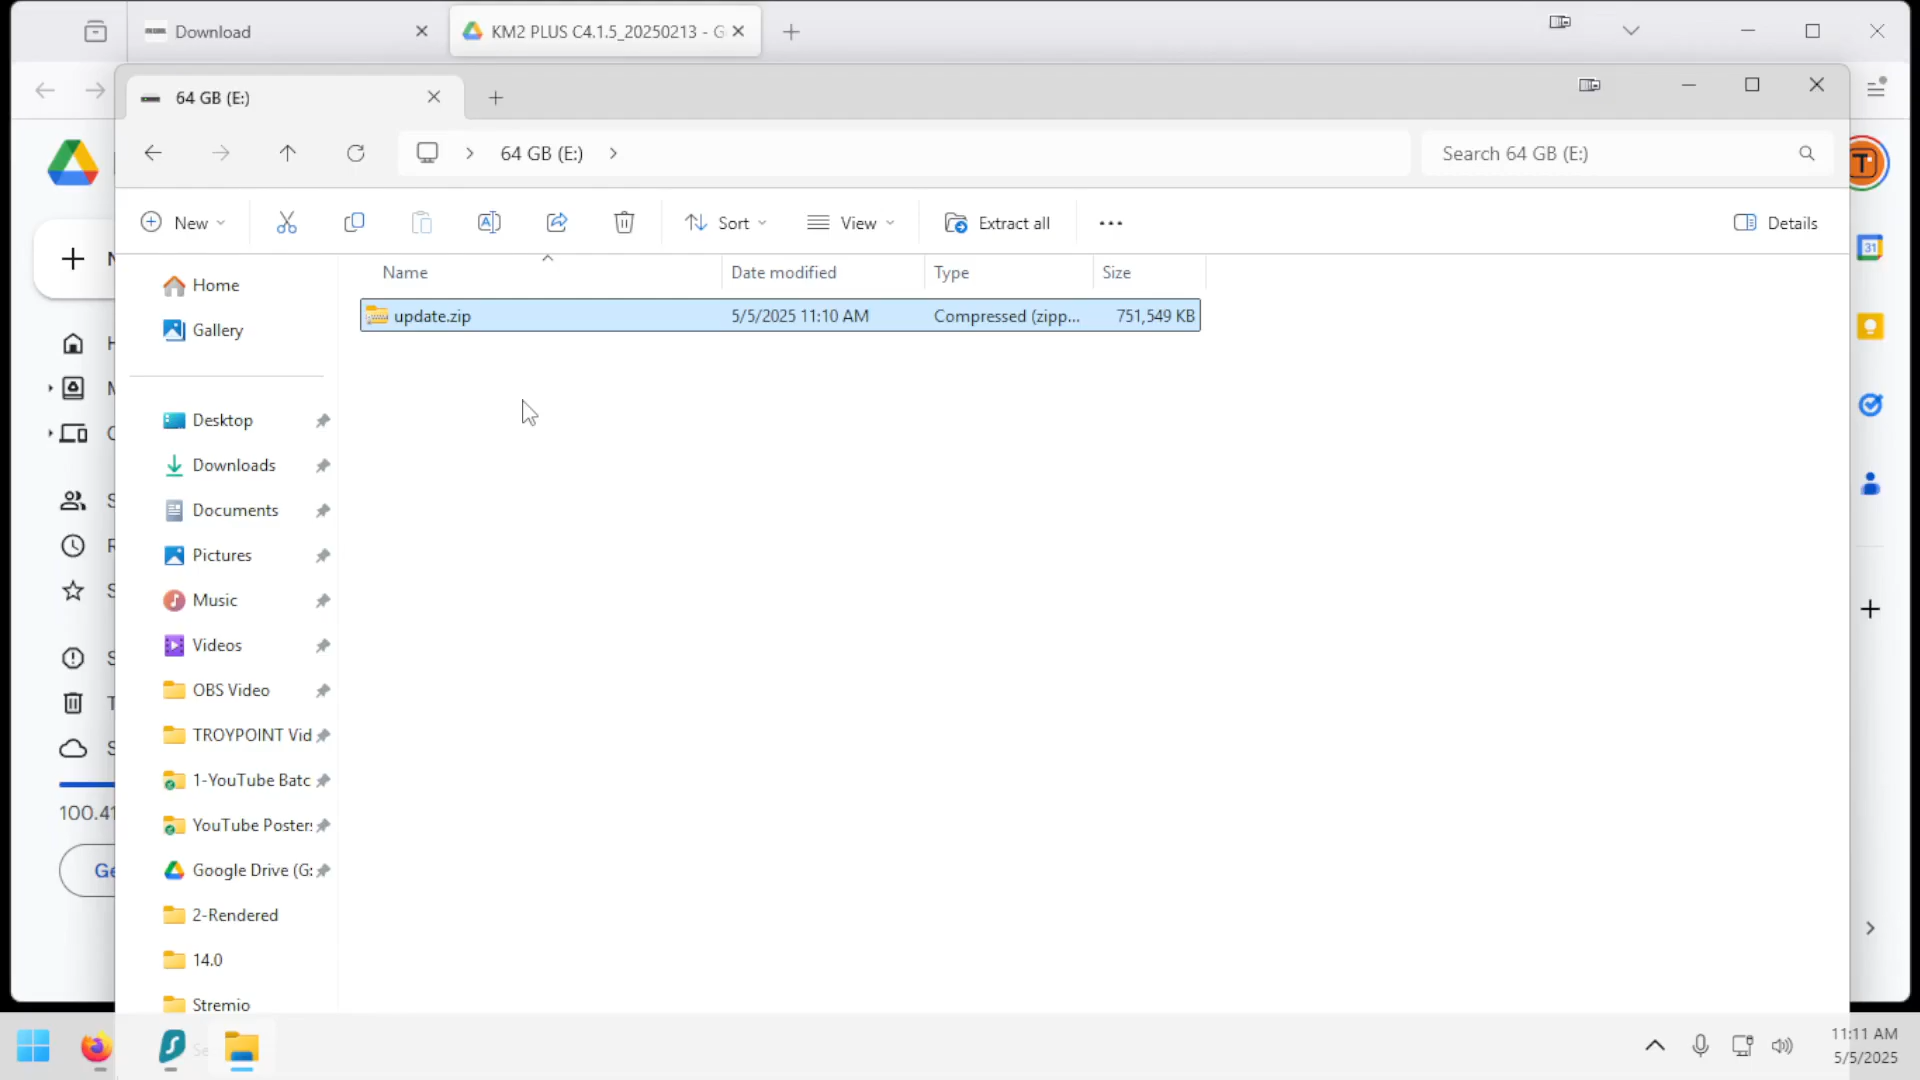 Download
KM2 PLUS C4.1.5_20250213 - G
64 GB (E:)
64 GB (E:)
Search 64 GB (E:)
New
Sort
View
Extract all
Details
Name
Date modified
Type
Size
update.zip
5/5/2025 11:10 AM
Compressed (zipp...
751,549 KB
Home
Gallery
Desktop
Downloads
Documents
Pictures
Music
Videos
OBS Video
TROYPOINT Vid
1-YouTube Batc
YouTube Poster
Google Drive (G:
2-Rendered
14.0
Stremio
100.41
Ge
T
31
11:11 AM
5/5/2025